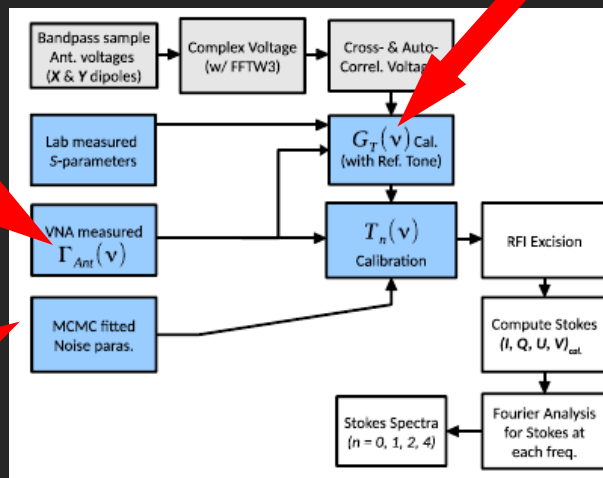 Bandpass sample
Ant. voltages
(X & Y dipoles)
Complex Voltage
(w/ FFTW3)
Cross- & Auto-
Correl.
Lab measured
S-parameters
G_T(ν) Cal.
(with Ref. Tone)
VNA measured
Γ_Ant(ν)
T_n(ν)
Calibration
RFI Excision
MCMC fitted
Noise paras.
Compute Stokes
(I, Q, U, V)cal.
Stokes Spectra
(n = 0, 1, 2, 4)
Fourier Analysis
for Stokes at
each freq.